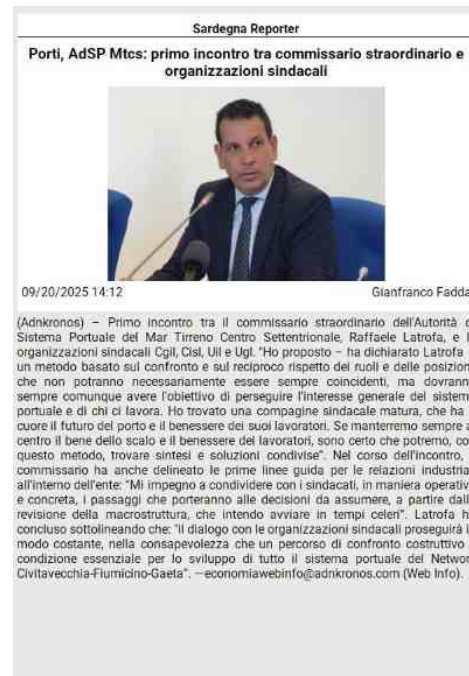 Sardegna Reporter
Porti, AdSP Mtcs: primo incontro tra commissario straordinario e
organizzazioni sindacali
09/20/2025 14:12
Gianfranco Fadda
(Adnkronos) – Primo incontro tra il commissario straordinario dell'Autorità d
Sistema Portuale del Mar Tirreno Centro Settentrionale, Raffaele Latrofa, e l
organizzazioni sindacali Cgil, Cisl, Uil e Ugl. "Ho proposto – ha dichiarato Latrofa
un metodo basato sul confronto e sul reciproco rispetto dei ruoli e delle posizion
che non potranno necessariamente essere sempre coincidenti, ma dovrann
sempre comunque avere l'obiettivo di perseguire l'interesse generale del sistem
portuale e di chi ci lavora. Ho trovato una compagine sindacale matura, che ha
cuore il futuro del porto e il benessere dei suoi lavoratori. Se manterremo sempre a
centro il bene dello scalo e il benessere dei lavoratori, sono certo che potremo, co
questo metodo, trovare sintesi e soluzioni condivise". Nel corso dell'incontro,
commissario ha anche delineato le prime linee guida per le relazioni industria
all'interno dell'ente: "Mi impegno a condividere con i sindacati, in maniera operativ
e concreta, i passaggi che porteranno alle decisioni da assumere, a partire dall
revisione della macrostruttura, che intendo avviare in tempi celeri". Latrofa h
concluso sottolineando che: "il dialogo con le organizzazioni sindacali proseguirà i
modo costante, nella consapevolezza che un percorso di confronto costruttivo
condizione essenziale per lo sviluppo di tutto il sistema portuale del Networ
Civitavecchia-Fiumicino-Gaeta". —economiawebinfo@adnkronos.com (Web Info).